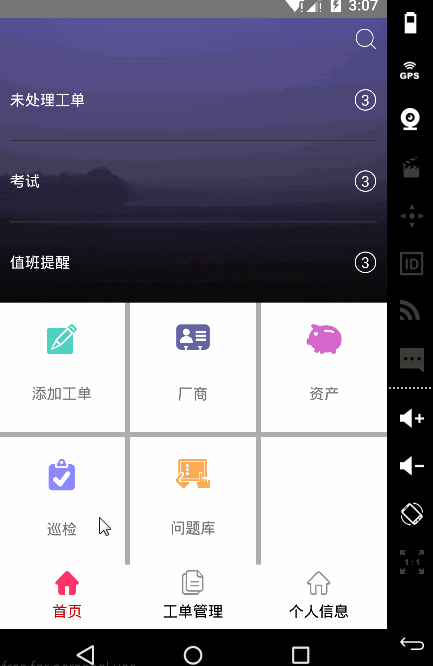 3:07
未处理工单 3
GPS
考试 3
ID
值班提醒 3
添加工单 厂商 资产
巡检 问题库
1:1
首页 工单管理 个人信息
free for personal use